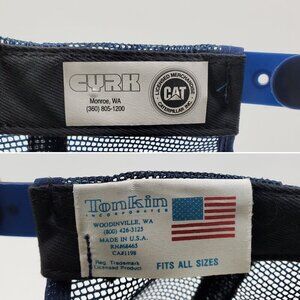 CYRK
Monroe, WA
(360) 805-1200
LICENSED MERCHANDISE
CAT
CATERPILLAR INC.
Tonkin
INCORPORATED
WOODINVILLE, WA
(800) 426-3125
MADE IN U.S.A.
RN#68465
CA#1198
Reg. Trademark
Licensed Product
FITS ALL SIZES